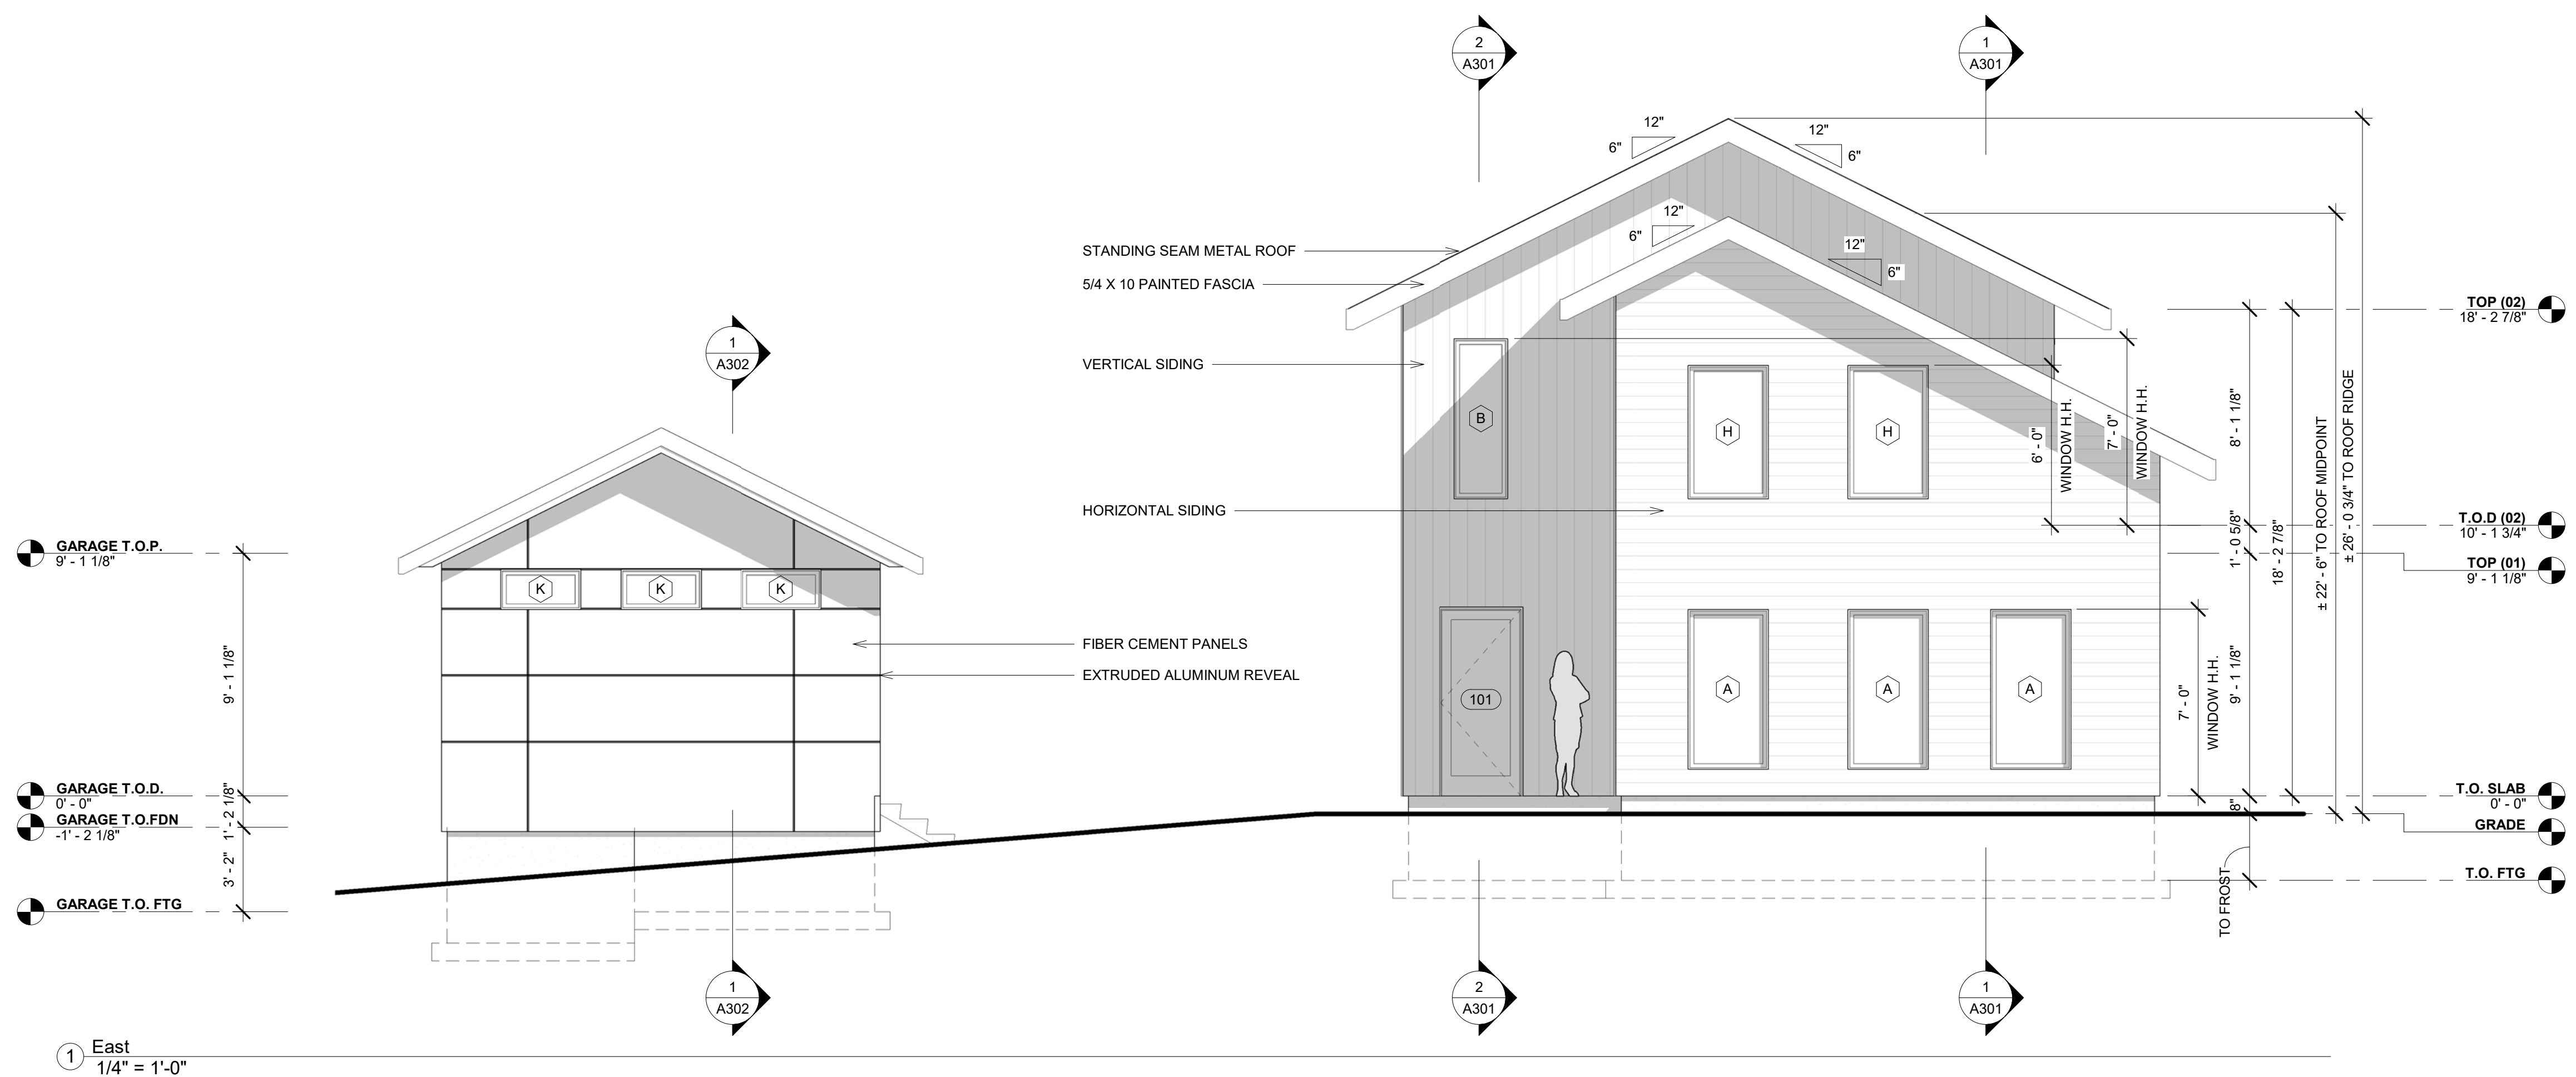 2
A301
1
A301
12"
6"
12"
6"
12"
6"
12"
6"
STANDING SEAM METAL ROOF
5/4 X 10 PAINTED FASCIA
VERTICAL SIDING
HORIZONTAL SIDING
FIBER CEMENT PANELS
EXTRUDED ALUMINUM REVEAL
1
A302
GARAGE T.O.P.
9' - 1 1/8"
GARAGE T.O.D.
0' - 0"
GARAGE T.O.FDN
-1' - 2 1/8"
GARAGE T.O. FTG
9' - 1 1/8"
1' - 2 1/8"
3' - 2"
K
K
K
B
H
H
101
A
A
A
6' - 0"
WINDOW H.H.
7' - 0"
WINDOW H.H.
7' - 0"
WINDOW H.H.
8' - 1 1/8"
1' - 0 5/8"
9' - 1 1/8"
8"
18' - 2 7/8"
± 22' - 6" TO ROOF MIDPOINT
± 26' - 0 3/4" TO ROOF RIDGE
TO FROST
TOP (02)
18' - 2 7/8"
T.O.D (02)
10' - 1 3/4"
TOP (01)
9' - 1 1/8"
T.O. SLAB
0' - 0"
GRADE
T.O. FTG
1
A302
2
A301
1
A301
1
East
1/4" = 1'-0"